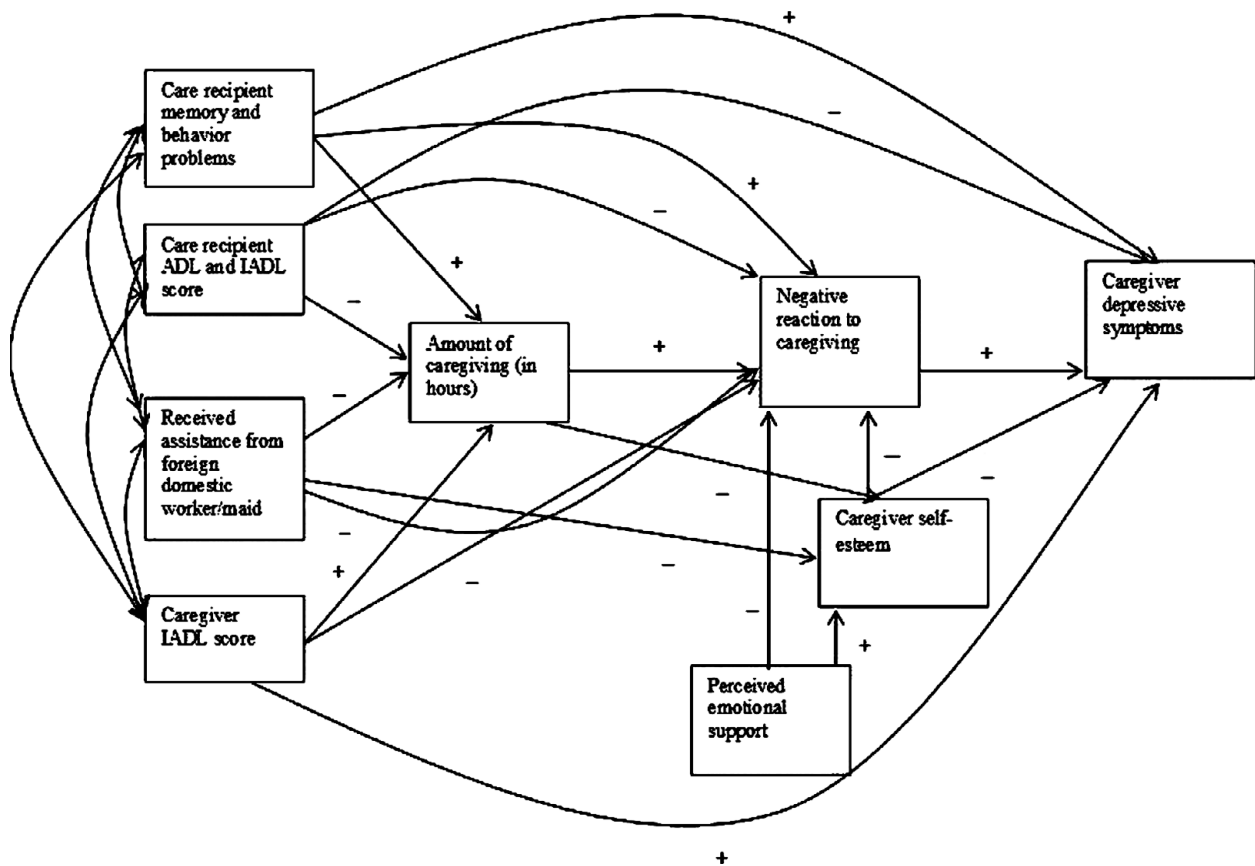 +
Care recipient
memory and
behavior
problems
−
+
−
Care recipient
ADL and IADL
score
+
−
Negative
reaction to
caregiving
Caregiver
depressive
symptoms
Amount of
caregiving (in
hours)
+
+
−
Received
assistance from
foreign
domestic
worker/maid
−
−
−
Caregiver self-
esteem
−
−
+
−
−
Caregiver
IADL score
+
Perceived
emotional
support
+